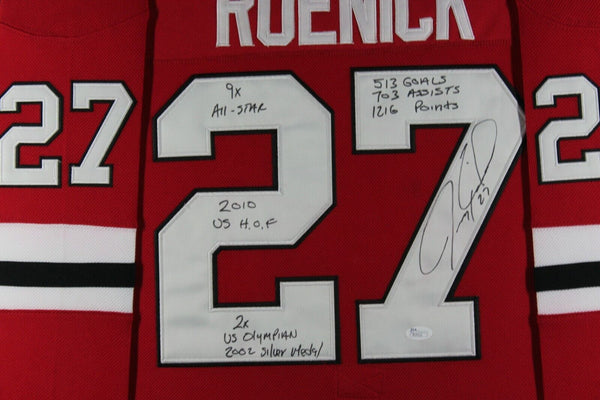 ROENICK
27
27
2
9x
All-STAR
513 GOALS
703 ASSISTS
1216 Points
2010
US H.O.F
27
2x
US OlyMPIAN
2002 Silver Medal